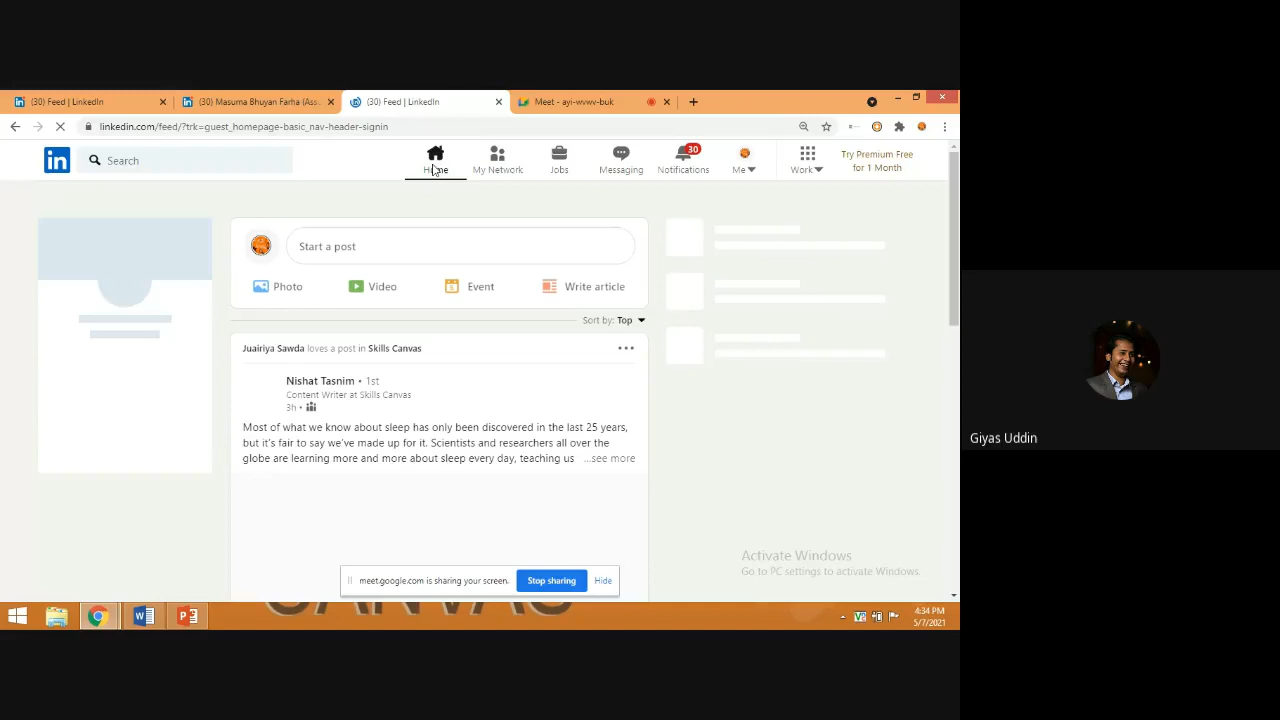 (30) Feed | LinkedIn
(30) Masuma Bhuyan Farha (Ass
(30) Feed | LinkedIn
Meet - ayi-wvwv-buk
linkedin.com/feed/?trk=guest_homepage-basic_nav-header-signin
in
Search
Home
My Network
Jobs
Messaging
30
Notifications
Me
Work
Try Premium Free
for 1 Month
Start a post
Photo
Video
Event
Write article
Sort by: Top
Juairiya Sawda loves a post in Skills Canvas
Nishat Tasnim • 1st
Content Writer at Skills Canvas
3h •
Most of what we know about sleep has only been discovered in the last 25 years,
but it's fair to say we've made up for it. Scientists and researchers all over the
globe are learning more and more about sleep every day, teaching us ...see more
Giyas Uddin
Activate Windows
Go to PC settings to activate Windows.
meet.google.com is sharing your screen.
Stop sharing
Hide
CANVAS
4:34 PM
5/7/2021